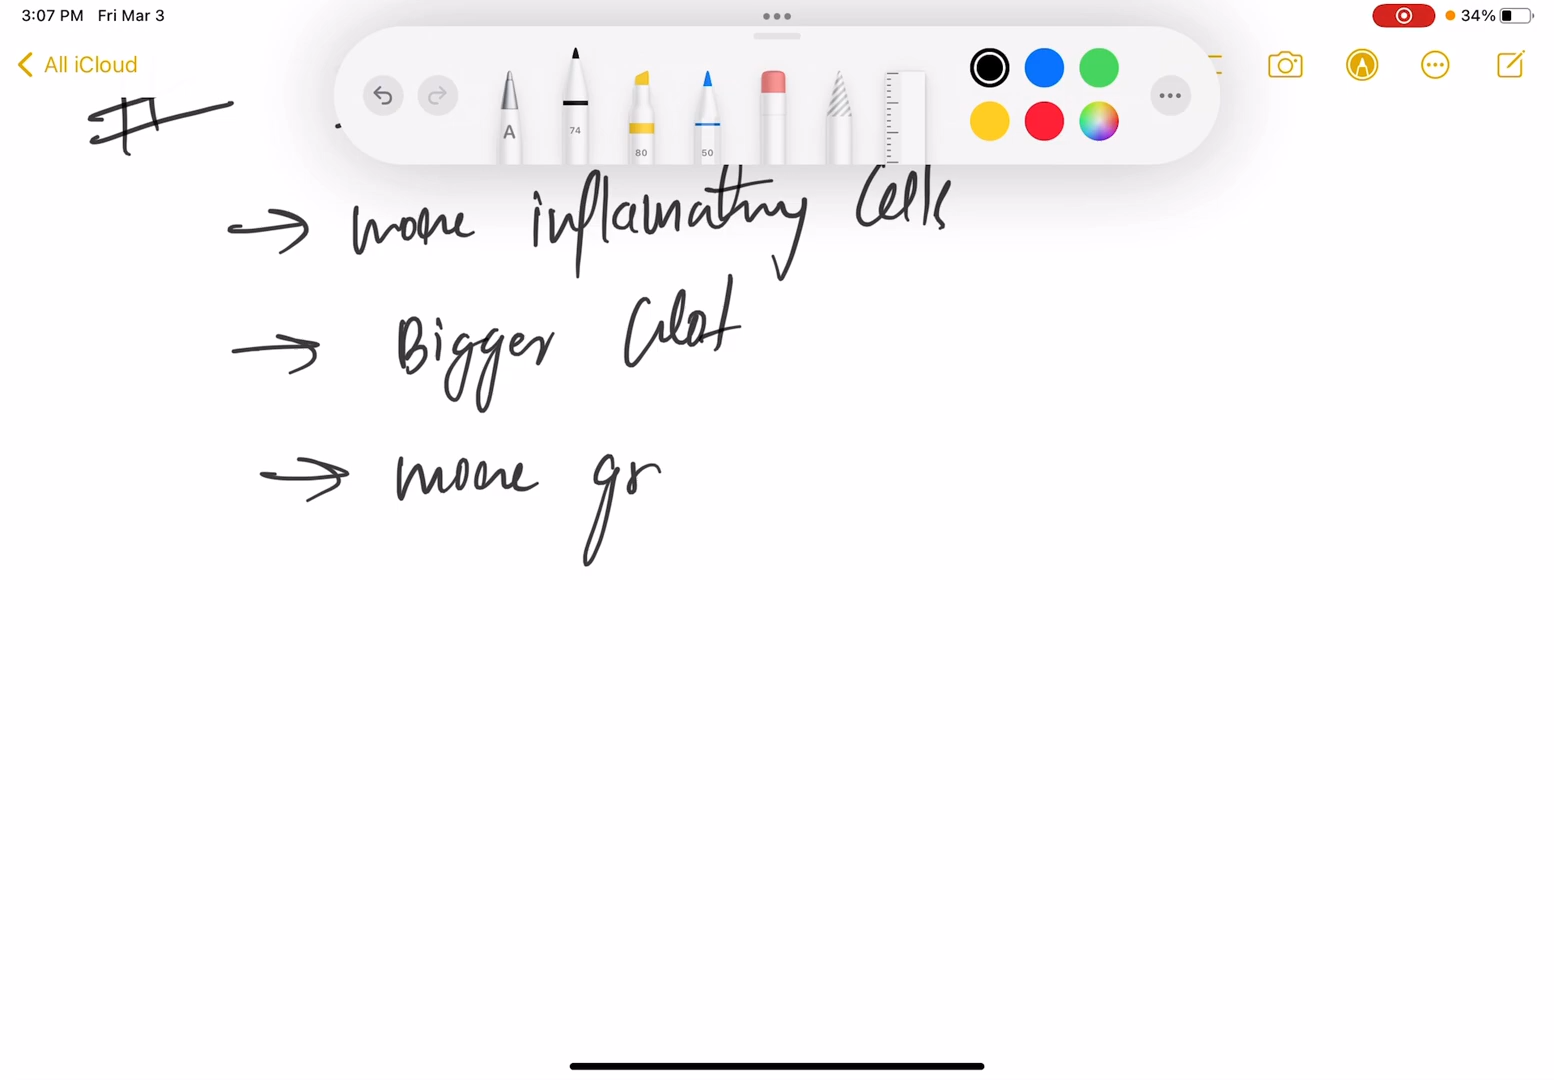 3:07 PM Fri Mar 3
34%
All iCloud
A
74
80
50
→ more inflamatory Cells
→ Bigger Clot
→ more gr